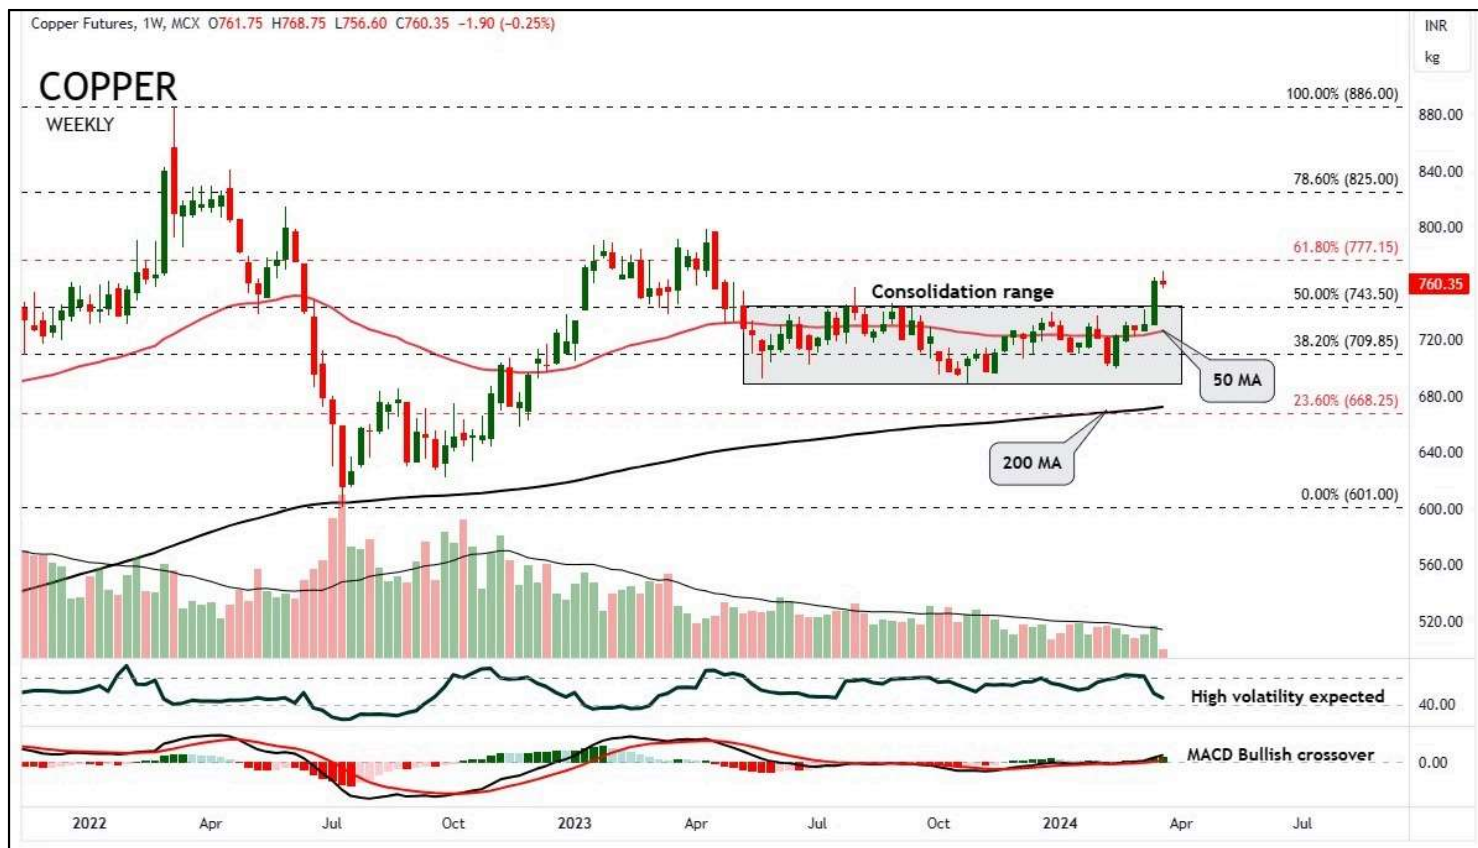 Copper Futures, 1W, MCX O761.75 H768.75 L756.60 C760.35 −1.90 (−0.25%)
INR
kg
COPPER
WEEKLY
100.00% (886.00)
880.00
840.00
78.60% (825.00)
800.00
61.80% (777.15)
760.35
Consolidation range
50.00% (743.50)
720.00
38.20% (709.85)
50 MA
680.00
23.60% (668.25)
200 MA
640.00
0.00% (601.00)
600.00
560.00
520.00
High volatility expected
40.00
MACD Bullish crossover
0.00
2022 Apr Jul Oct 2023 Apr Jul Oct 2024 Apr Jul